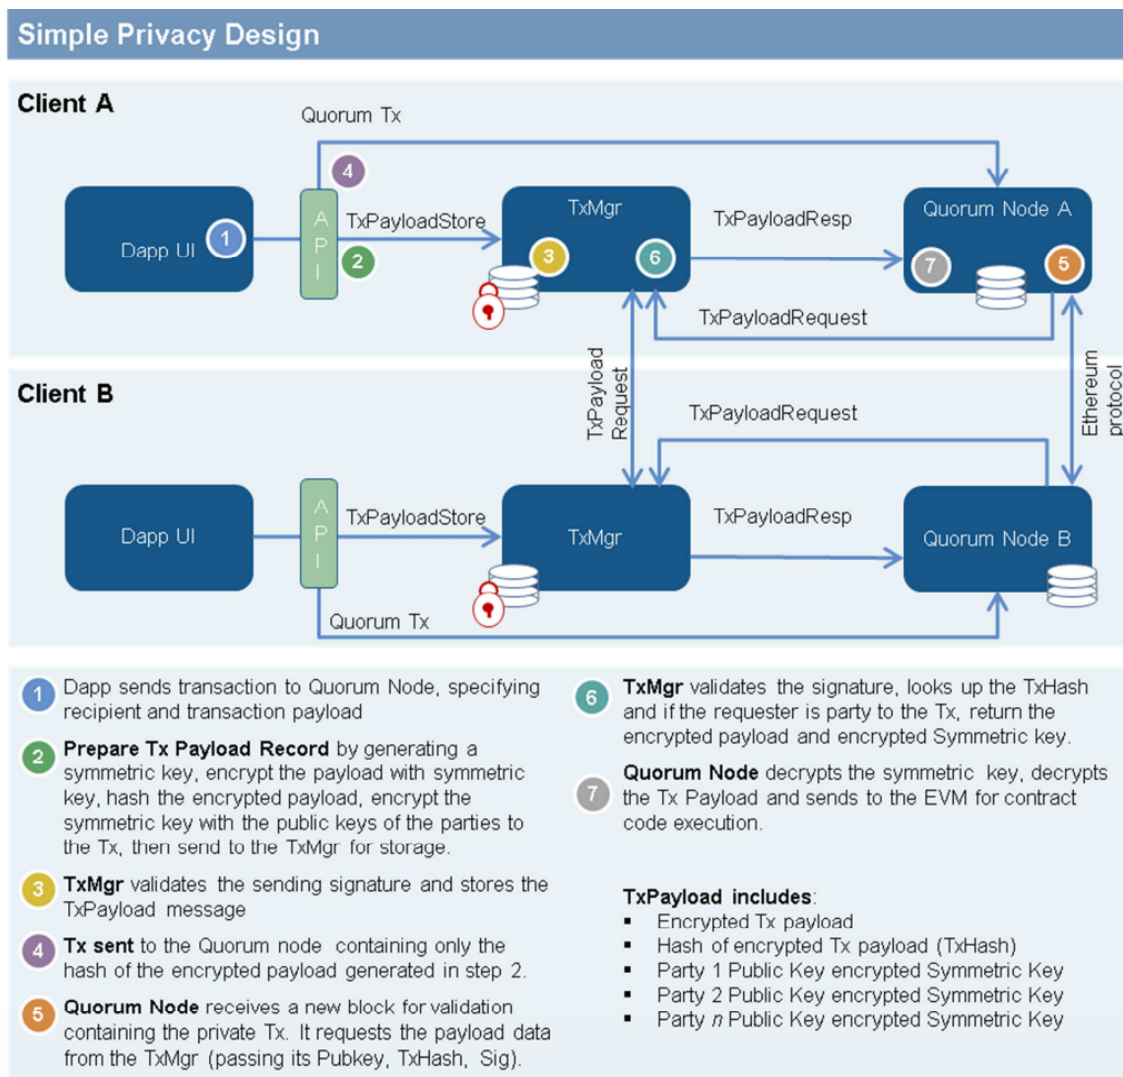 Simple Privacy Design
Client A
Quorum Tx
4
Dapp UI
1
API
TxPayloadStore
2
TxMgr
3
6
TxPayloadResp
Quorum Node A
7
5
TxPayloadRequest
TxPayload
Request
Ethereum
protocol
Client B
TxPayloadRequest
Dapp UI
API
TxPayloadStore
TxMgr
TxPayloadResp
Quorum Node B
Quorum Tx
1 Dapp sends transaction to Quorum Node, specifying
recipient and transaction payload
2 Prepare Tx Payload Record by generating a
symmetric key, encrypt the payload with symmetric
key, hash the encrypted payload, encrypt the
symmetric key with the public keys of the parties to
the Tx, then send to the TxMgr for storage.
3 TxMgr validates the sending signature and stores the
TxPayload message
4 Tx sent to the Quorum node containing only the
hash of the encrypted payload generated in step 2.
5 Quorum Node receives a new block for validation
containing the private Tx. It requests the payload data
from the TxMgr (passing its Pubkey, TxHash, Sig).
6 TxMgr validates the signature, looks up the TxHash
and if the requester is party to the Tx, return the
encrypted payload and encrypted Symmetric key.
7 Quorum Node decrypts the symmetric key, decrypts
the Tx Payload and sends to the EVM for contract
code execution.
TxPayload includes:
▪ Encrypted Tx payload
▪ Hash of encrypted Tx payload (TxHash)
▪ Party 1 Public Key encrypted Symmetric Key
▪ Party 2 Public Key encrypted Symmetric Key
▪ Party n Public Key encrypted Symmetric Key